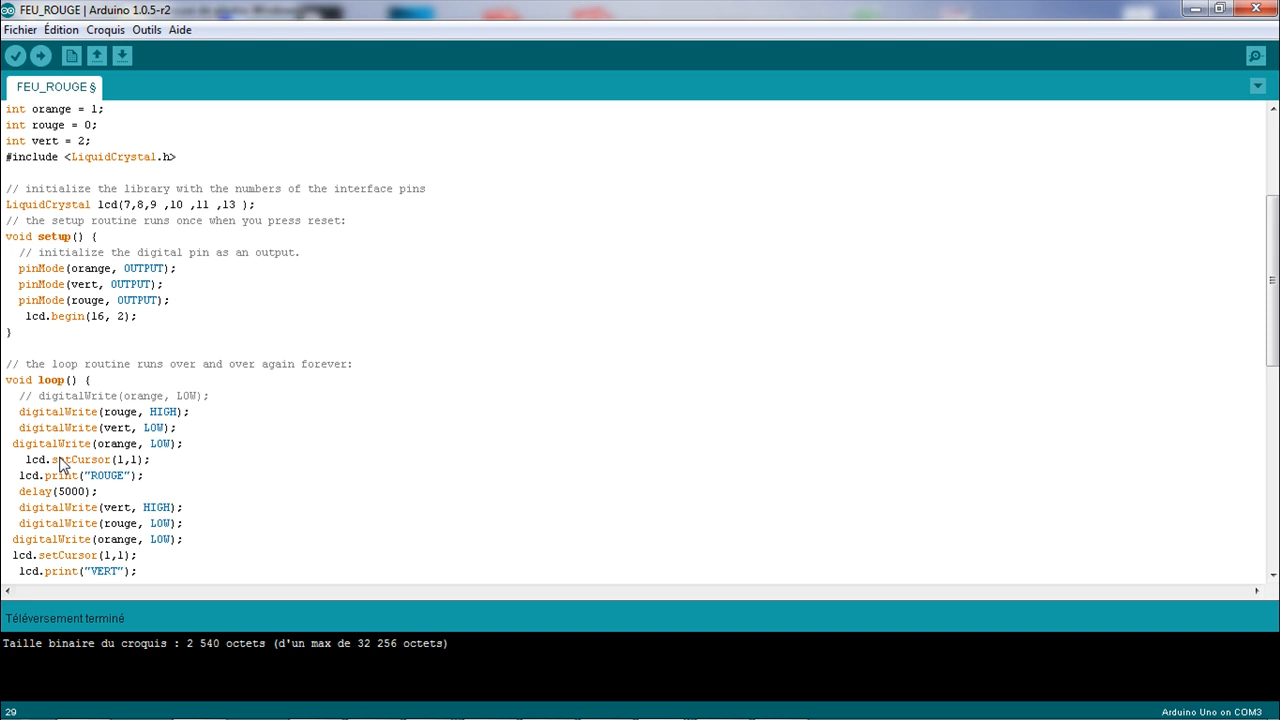 FEU_ROUGE | Arduino 1.0.5-r2
Fichier Édition Croquis Outils Aide
FEU_ROUGE §
int orange = 1;
int rouge = 0;
int vert = 2;
#include <LiquidCrystal.h>
// initialize the library with the numbers of the interface pins
LiquidCrystal lcd(7,8,9 ,10 ,11 ,13 );
// the setup routine runs once when you press reset:
void setup() {
// initialize the digital pin as an output.
pinMode(orange, OUTPUT);
pinMode(vert, OUTPUT);
pinMode(rouge, OUTPUT);
lcd.begin(16, 2);
}
// the loop routine runs over and over again forever:
void loop() {
// digitalWrite(orange, LOW);
digitalWrite(rouge, HIGH);
digitalWrite(vert, LOW);
digitalWrite(orange, LOW);
lcd.setCursor(1,1);
lcd.print("ROUGE");
delay(5000);
digitalWrite(vert, HIGH);
digitalWrite(rouge, LOW);
digitalWrite(orange, LOW);
lcd.setCursor(1,1);
lcd.print("VERT");
Téléversement terminé
Taille binaire du croquis : 2 540 octets (d'un max de 32 256 octets)
29
Arduino Uno on COM3